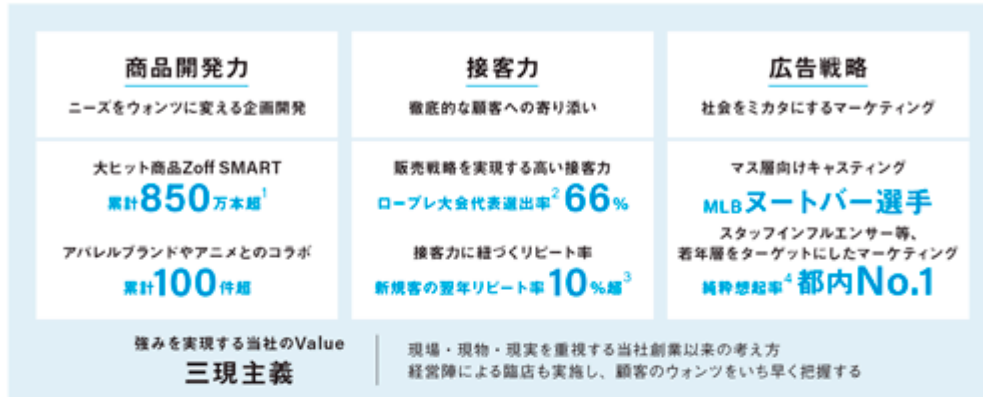 商品開発力
ニーズをウォンツに変える企画開発
大ヒット商品Zoff SMART
累計850万本超1
アパレルブランドやアニメとのコラボ
累計100件超
接客力
徹底的な顧客への寄り添い
販売戦略を実現する高い接客力
ロープレ大会代表選出率2 66%
接客力に紐づくリピート率
新規客の翌年リピート率10%超3
広告戦略
社会をミカタにするマーケティング
マス層向けキャスティング
MLBヌートバー選手
スタッフインフルエンサー等、
若年層をターゲットにしたマーケティング
純粋想起率4 都内No.1
強みを実現する当社のValue
三現主義
現場・現物・現実を重視する当社創業以来の考え方
経営陣による臨店も実施し、顧客のウォンツをいち早く把握する